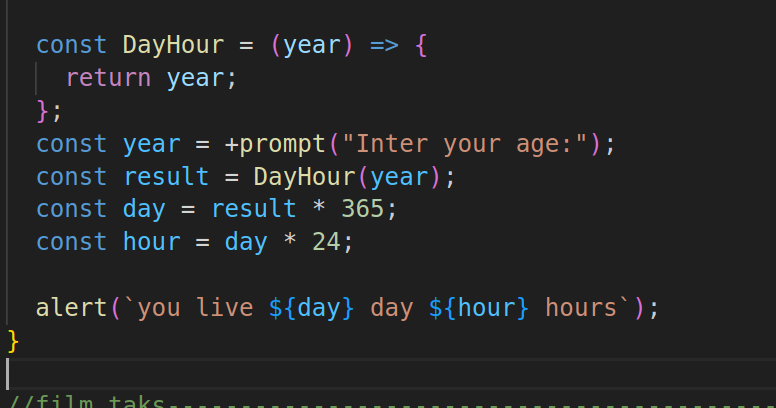 const DayHour = (year) => {
return year;
};
const year = +prompt("Inter your age:");
const result = DayHour(year);
const day = result * 365;
const hour = day * 24;
alert(`you live ${day} day ${hour} hours`);
}
//film taks-----------------------------------------